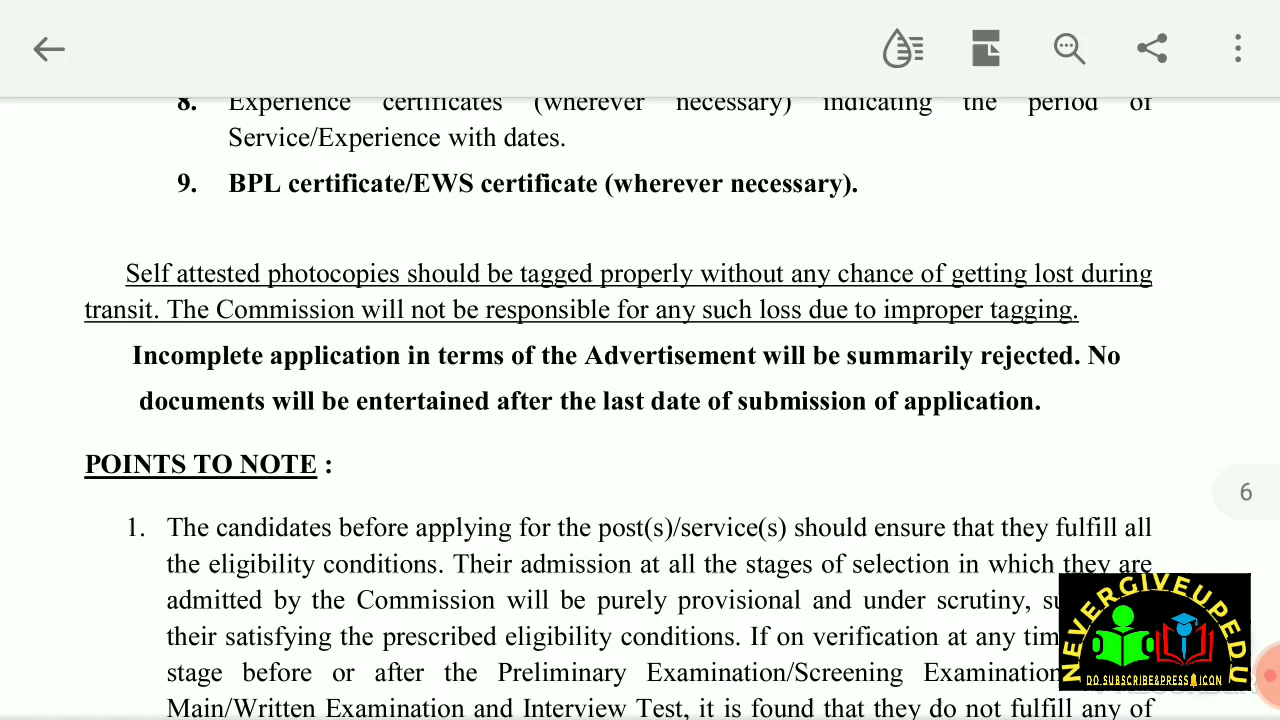 8. Experience certificates (wherever necessary) indicating the period of
Service/Experience with dates.
9. BPL certificate/EWS certificate (wherever necessary).
Self attested photocopies should be tagged properly without any chance of getting lost during
transit. The Commission will not be responsible for any such loss due to improper tagging.
Incomplete application in terms of the Advertisement will be summarily rejected. No
documents will be entertained after the last date of submission of application.
POINTS TO NOTE :
6
1. The candidates before applying for the post(s)/service(s) should ensure that they fulfill all
the eligibility conditions. Their admission at all the stages of selection in which they are
admitted by the Commission will be purely provisional and under scrutiny,
their satisfying the prescribed eligibility conditions. If on verification at any
stage before or after the Preliminary Examination/Screening Examination
Main/Written Examination and Interview Test, it is found that they do not fulfill any of
NEVERGIVEUPEDU
DO.SUBSCRIBE&PRESS ICON